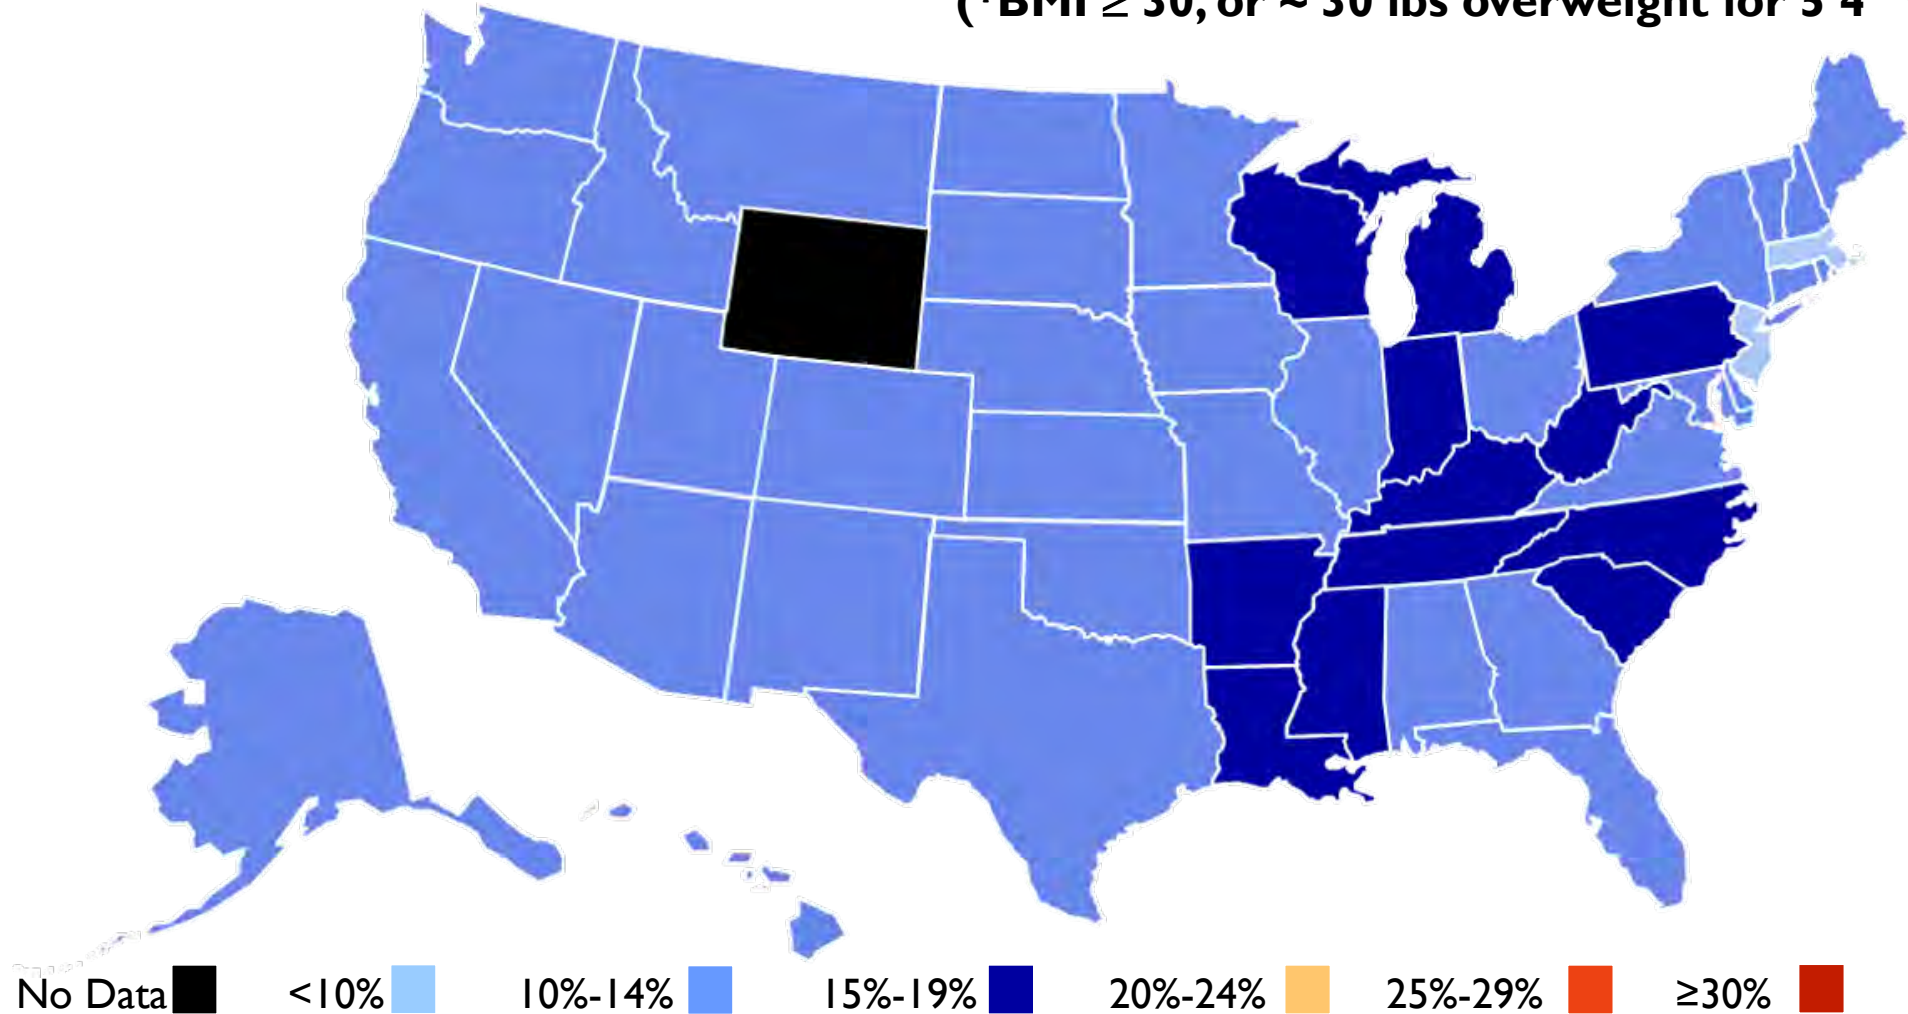 (*BMI ≥ 30, or ~ 30 lbs overweight for 5'4"
No Data <10% 10%-14% 15%-19% 20%-24% 25%-29% ≥30%